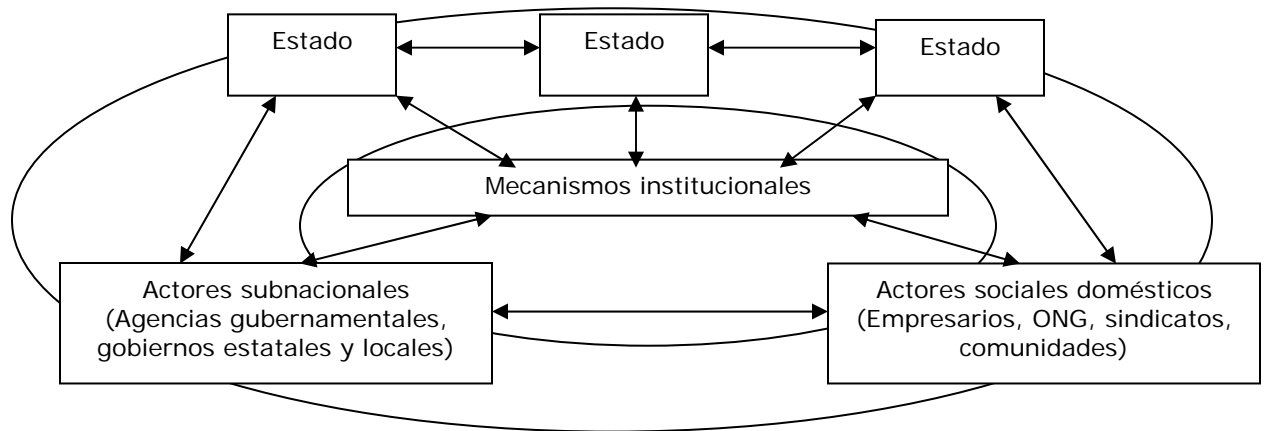 Estado
Estado
Estado
Mecanismos institucionales
Actores subnacionales
(Agencias gubernamentales,
gobiernos estatales y locales)
Actores sociales domésticos
(Empresarios, ONG, sindicatos,
comunidades)